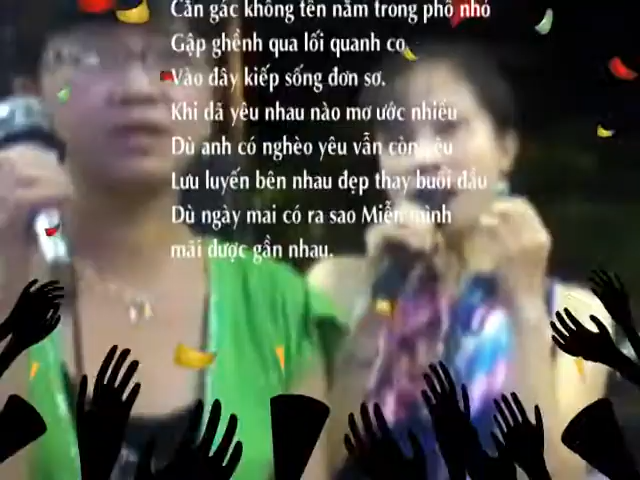 Căn gác không tên nằm trong phố nhỏ
Gập ghềnh qua lối quanh co
Vào đây kiếp sống đơn sơ.
Khi đã yêu nhau nào mơ ước nhiều
Dù anh có nghèo yêu vẫn còn yêu
Lưu luyến bên nhau đẹp thay buổi đầu
Dù ngày mai có ra sao Miễn mình
mãi được gần nhau.